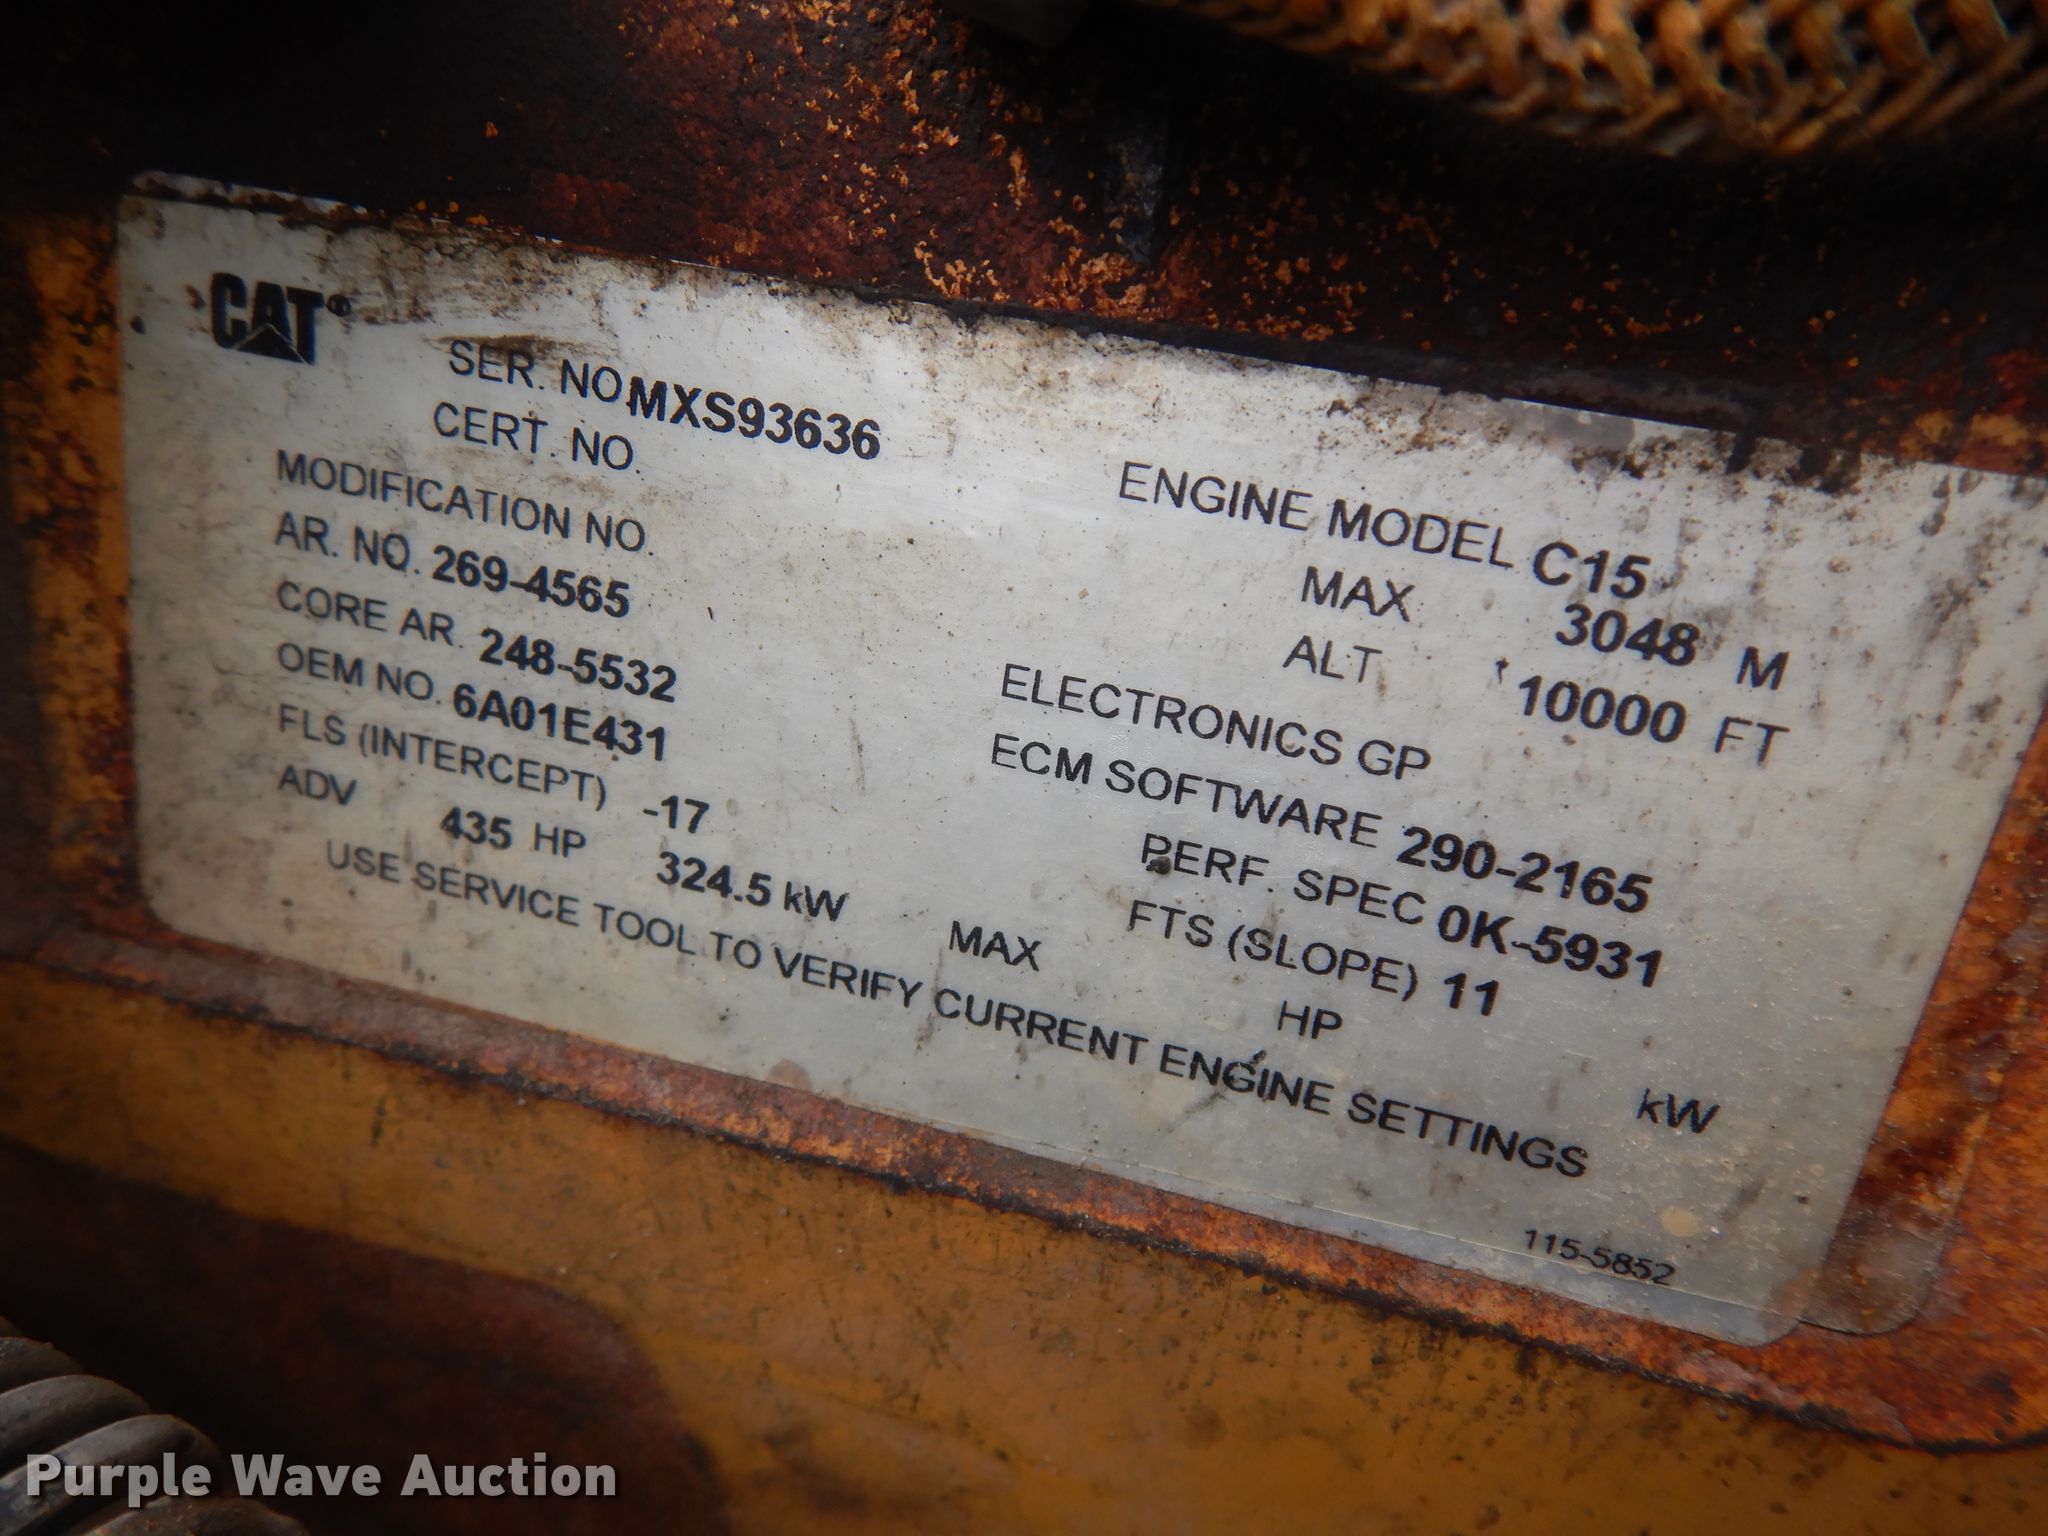 CAT®
SER. NO. MXS93636
CERT. NO.
MODIFICATION NO.
AR. NO. 269-4565
CORE AR. 248-5532
OEM NO. 6A01E431
FLS (INTERCEPT) -17
ADV 435 HP 324.5 kW
ENGINE MODEL C15
MAX 3048 M
ALT 10000 FT
ELECTRONICS GP
ECM SOFTWARE 290-2165
PERF. SPEC 0K-5931
FTS (SLOPE) 11
MAX HP kW
USE SERVICE TOOL TO VERIFY CURRENT ENGINE SETTINGS
115-5852
Purple Wave Auction